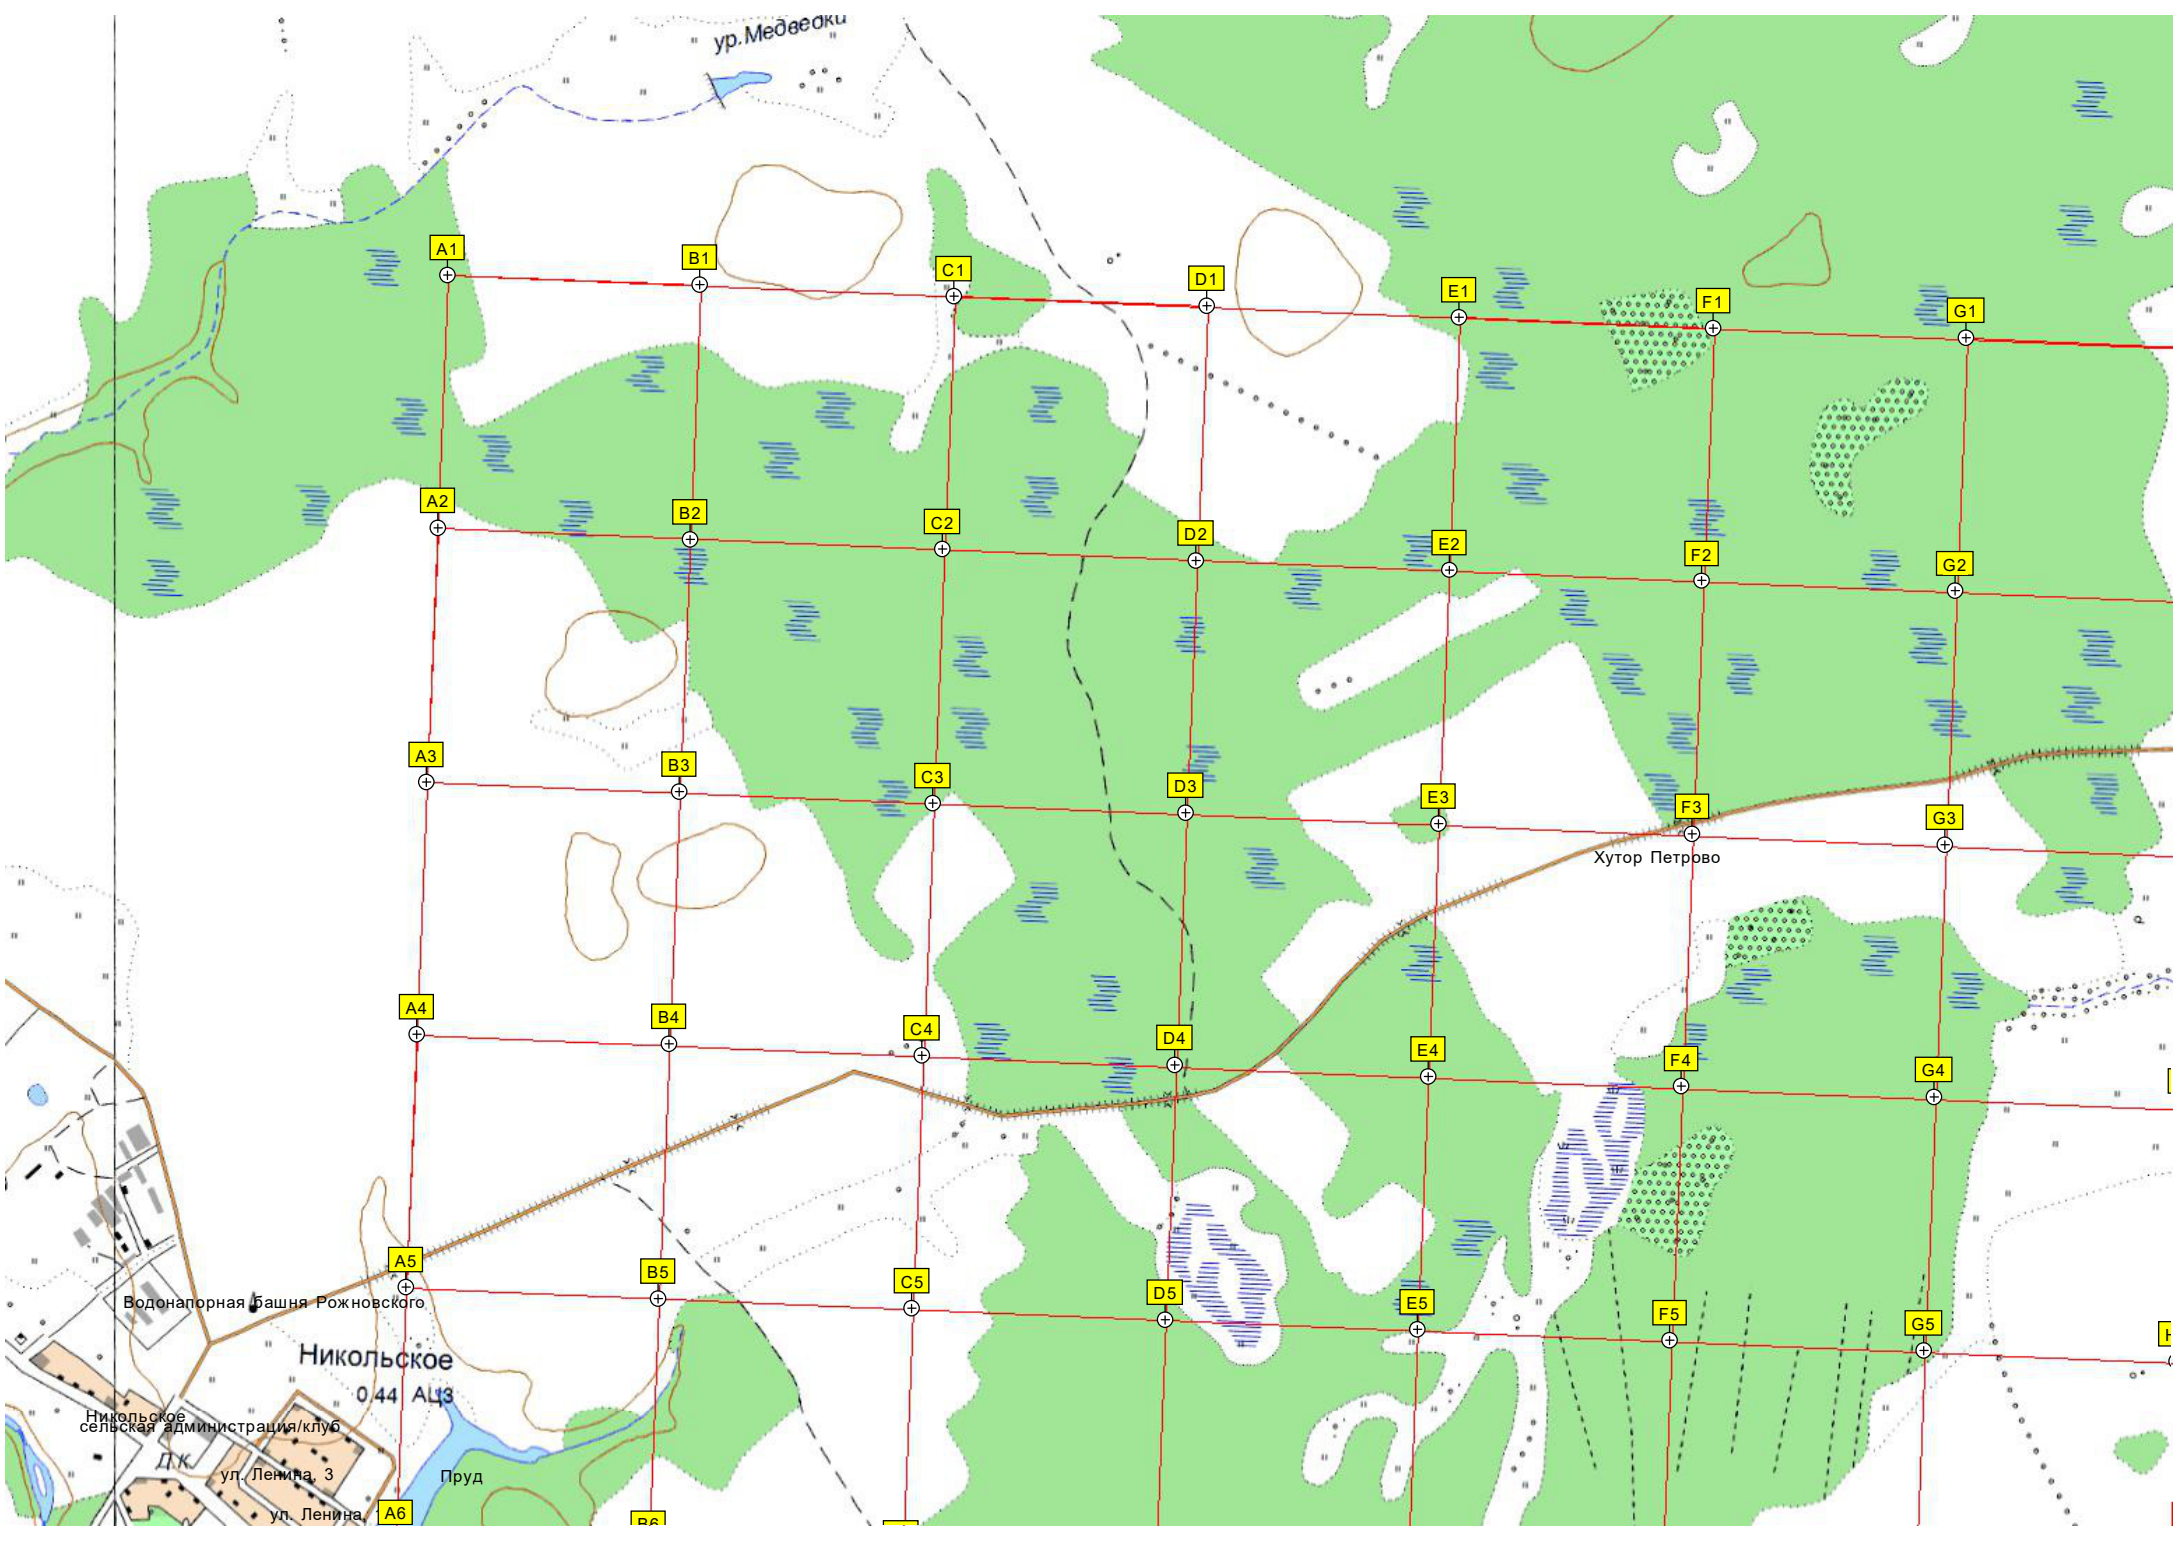 ур.Медведки
A1
B1
C1
D1
E1
F1
G1
A2
B2
C2
D2
E2
F2
G2
A3
B3
C3
D3
E3
F3
G3
Хутор Петрово
A4
B4
C4
D4
E4
F4
G4
A5
B5
C5
D5
E5
F5
G5
Водонапорная башня Рожновского
Никольское
0.44 АЦЗ
Никольское
сельская администрация/клуб
Д.К.
ул. Ленина, 3
Пруд
ул. Ленина,
A6
B6